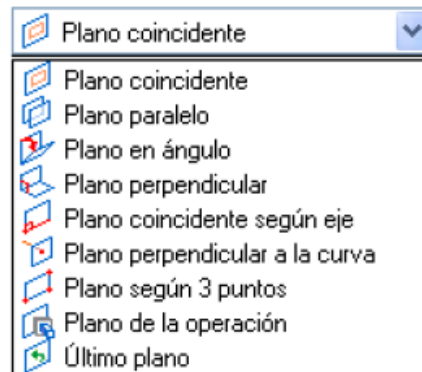 Plano coincidente
Plano coincidente
Plano paralelo
Plano en ángulo
Plano perpendicular
Plano coincidente según eje
Plano perpendicular a la curva
Plano según 3 puntos
Plano de la operación
Último plano